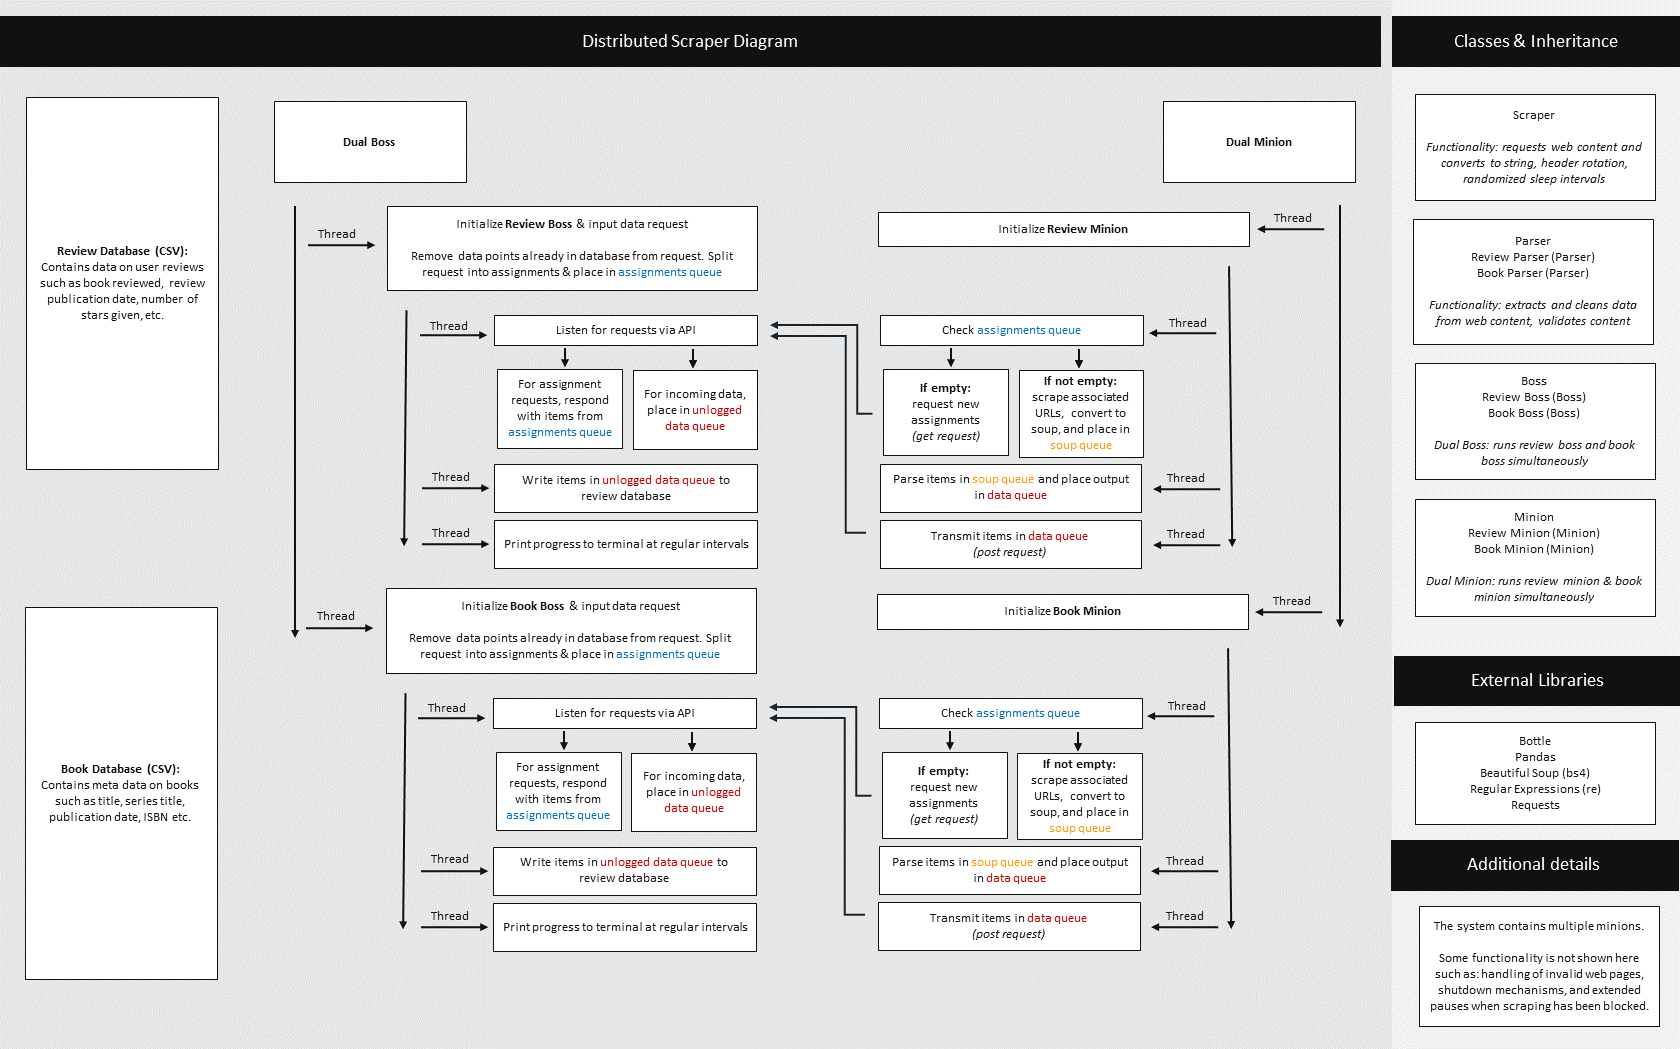 Distributed Scraper Diagram
Review Database (CSV):
Contains data on user reviews
such as book reviewed, review
publication date, number of
stars given, etc.
Book Database (CSV):
Contains meta data on books
such as title, series title,
publication date, ISBN etc.
Dual Boss
Thread
Initialize Review Boss & input data request
Remove data points already in database from request. Split
request into assignments & place in assignments queue
Thread
Listen for requests via API
For assignment
requests, respond
with items from
assignments queue
For incoming data,
place in unlogged
data queue
Thread
Write items in unlogged data queue to
review database
Thread
Print progress to terminal at regular intervals
Thread
Initialize Book Boss & input data request
Remove data points already in database from request. Split
request into assignments & place in assignments queue
Thread
Listen for requests via API
For assignment
requests, respond
with items from
assignments queue
For incoming data,
place in unlogged
data queue
Thread
Write items in unlogged data queue to
review database
Thread
Print progress to terminal at regular intervals
Dual Minion
Thread
Initialize Review Minion
Thread
Check assignments queue
If empty:
request new
assignments
(get request)
If not empty:
scrape associated
URLs, convert to
soup, and place in
soup queue
Thread
Parse items in soup queue and place output
in data queue
Thread
Transmit items in data queue
(post request)
Thread
Initialize Book Minion
Thread
Check assignments queue
If empty:
request new
assignments
(get request)
If not empty:
scrape associated
URLs, convert to
soup, and place in
soup queue
Thread
Parse items in soup queue and place output
in data queue
Thread
Transmit items in data queue
(post request)
Classes & Inheritance
Scraper
Functionality: requests web content and
converts to string, header rotation,
randomized sleep intervals
Parser
Review Parser (Parser)
Book Parser (Parser)
Functionality: extracts and cleans data
from web content, validates content
Boss
Review Boss (Boss)
Book Boss (Boss)
Dual Boss: runs review boss and book
boss simultaneously
Minion
Review Minion (Minion)
Book Minion (Minion)
Dual Minion: runs review minion & book
minion simultaneously
External Libraries
Bottle
Pandas
Beautiful Soup (bs4)
Regular Expressions (re)
Requests
Additional details
The system contains multiple minions.
Some functionality is not shown here
such as: handling of invalid web pages,
shutdown mechanisms, and extended
pauses when scraping has been blocked.